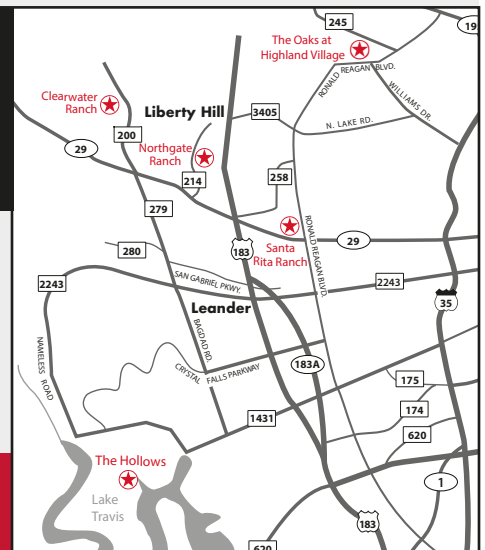 245
19
The Oaks at
Highland Village
RONALD REAGAN BLVD.
WILLIAMS DR.
Clearwater
Ranch
Liberty Hill
3405
N. LAKE RD.
200
29
Northgate
Ranch
214
258
279
RONALD REAGAN BLVD.
280
183
Santa
Rita Ranch
29
2243
SAN GABRIEL PKWY.
2243
Leander
35
NAMELESS ROAD
BAGDAD RD.
CRYSTAL FALLS PARKWAY
183A
175
174
1431
620
The Hollows
1
Lake
Travis
183
620